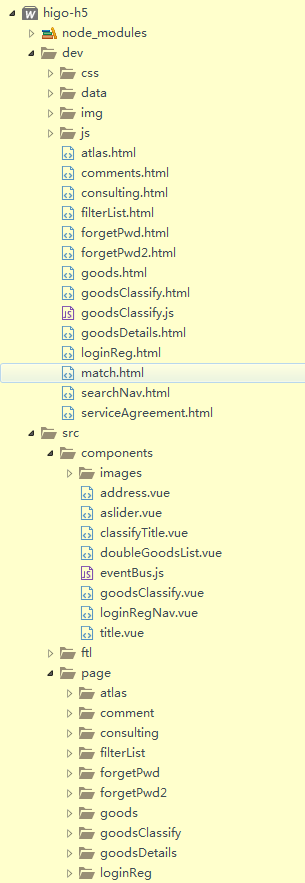 W higo-h5
node_modules
dev
css
data
img
js
atlas.html
comments.html
consulting.html
filterList.html
forgetPwd.html
forgetPwd2.html
goods.html
goodsClassify.html
JS goodsClassify.js
goodsDetails.html
loginReg.html
match.html
searchNav.html
serviceAgreement.html
src
components
images
address.vue
aslider.vue
classifyTitle.vue
doubleGoodsList.vue
JS eventBus.js
goodsClassify.vue
loginRegNav.vue
title.vue
ftl
page
atlas
comment
consulting
filterList
forgetPwd
forgetPwd2
goods
goodsClassify
goodsDetails
loginReg